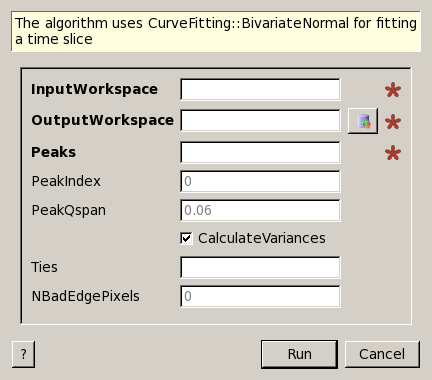 The algorithm uses CurveFitting::BivariateNormal for fitting
a time slice
InputWorkspace
OutputWorkspace
Peaks
PeakIndex 0
PeakQspan 0.06
CalculateVariances
Ties
NBadEdgePixels 0
? Run Cancel